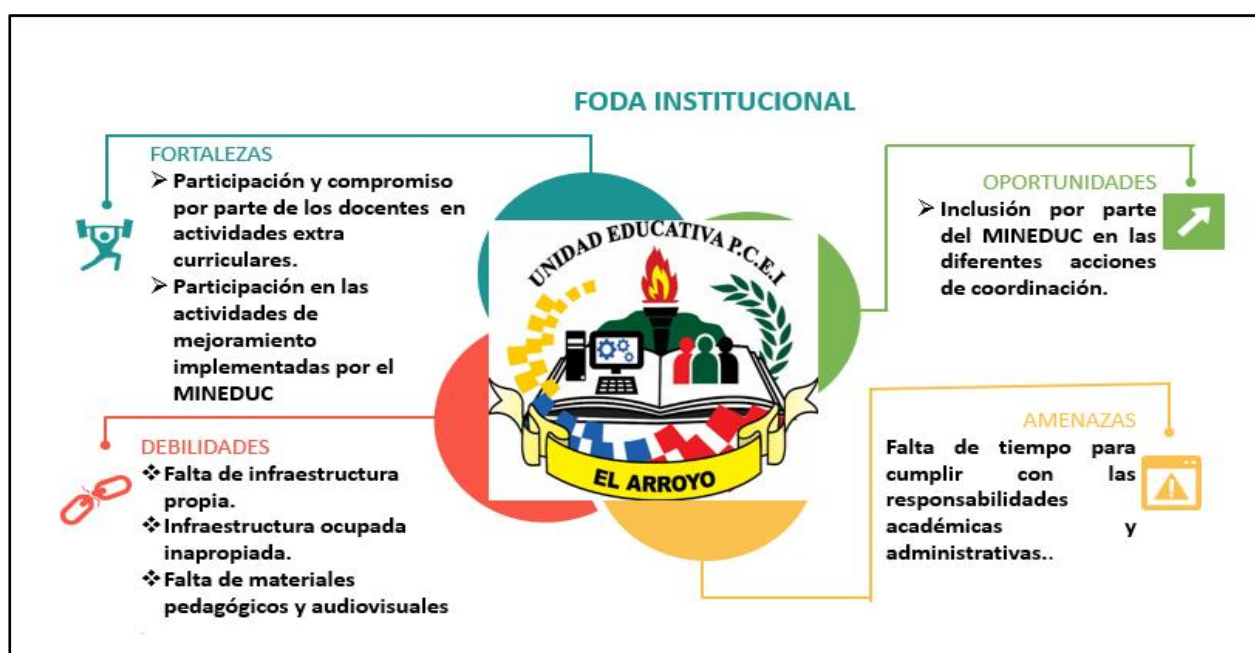 FODA INSTITUCIONAL
FORTALEZAS
➢ Participación y compromiso
por parte de los docentes en
actividades extra
curriculares.
➢ Participación en las
actividades de
mejoramiento
implementadas por el
MINEDUC
OPORTUNIDADES
➢ Inclusión por parte
del MINEDUC en las
diferentes acciones
de coordinación.
UNIDAD EDUCATIVA P.C.E.I
EL ARROYO
DEBILIDADES
❖ Falta de infraestructura
propia.
❖ Infraestructura ocupada
inapropiada.
❖ Falta de materiales
pedagógicos y audiovisuales
AMENAZAS
Falta de tiempo para
cumplir con las
responsabilidades
académicas y
administrativas..